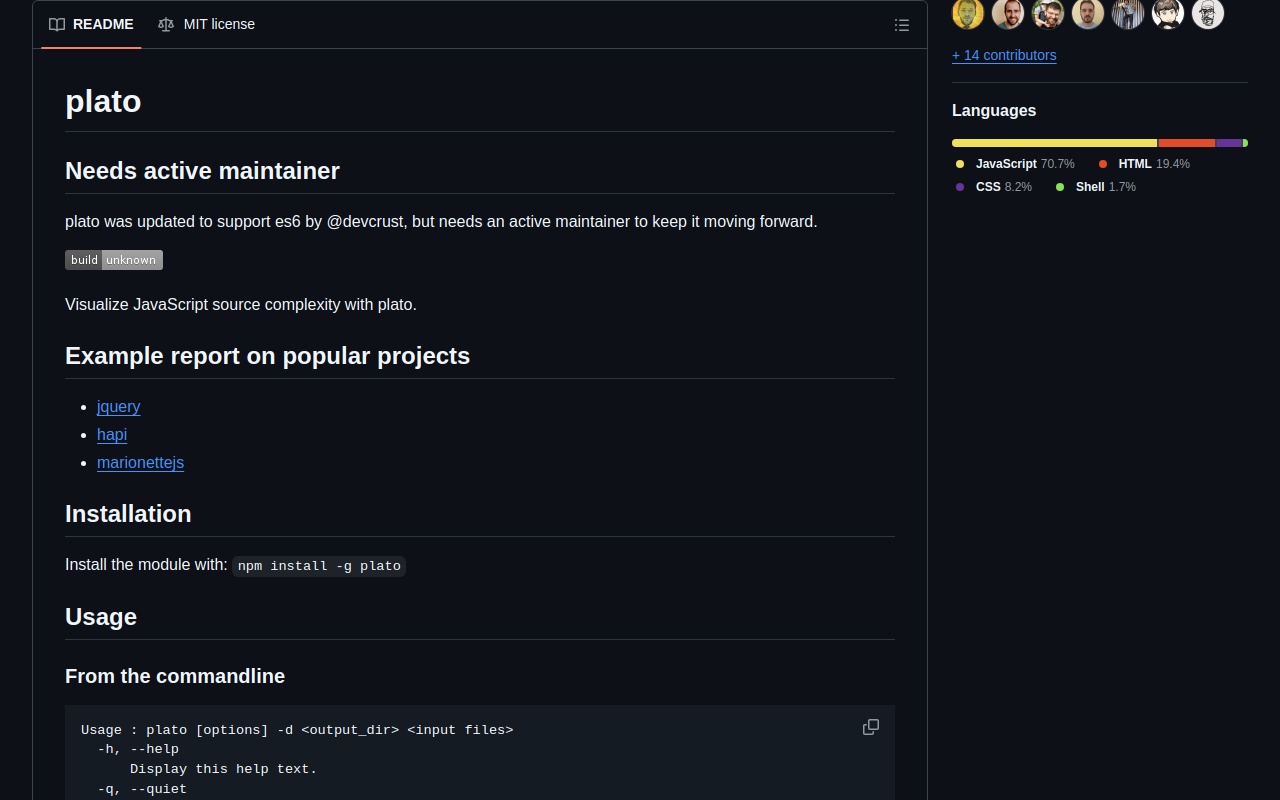 README
MIT license
plato
Needs active maintainer
plato was updated to support es6 by @devcrust, but needs an active maintainer to keep it moving forward.
build unknown
Visualize JavaScript source complexity with plato.
Example report on popular projects
jquery
hapi
marionettejs
Installation
Install the module with: npm install -g plato
Usage
From the commandline
Usage : plato [options] -d <output_dir> <input files>
  -h, --help
      Display this help text.
  -q, --quiet
+ 14 contributors
Languages
JavaScript 70.7% HTML 19.4%
CSS 8.2% Shell 1.7%